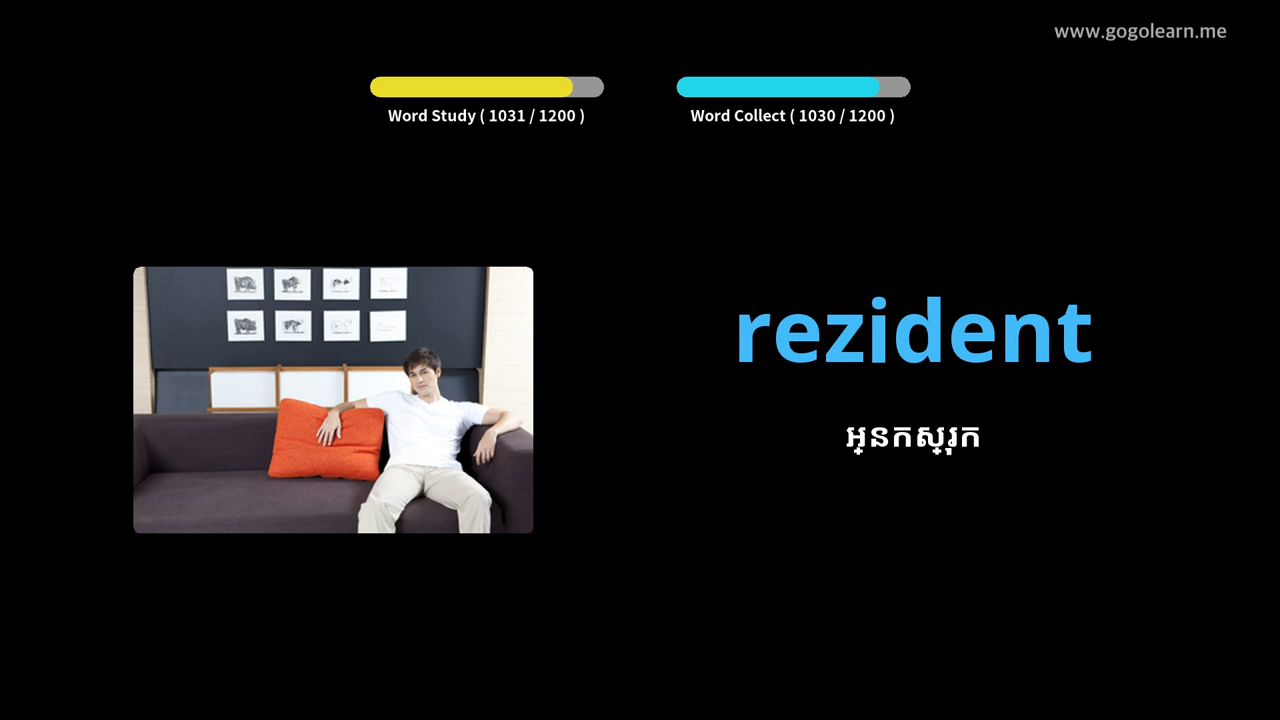 www.gogolearn.me
Word Study ( 1031 / 1200 )
Word Collect ( 1030 / 1200 )
rezident
អ្នកស្រុក